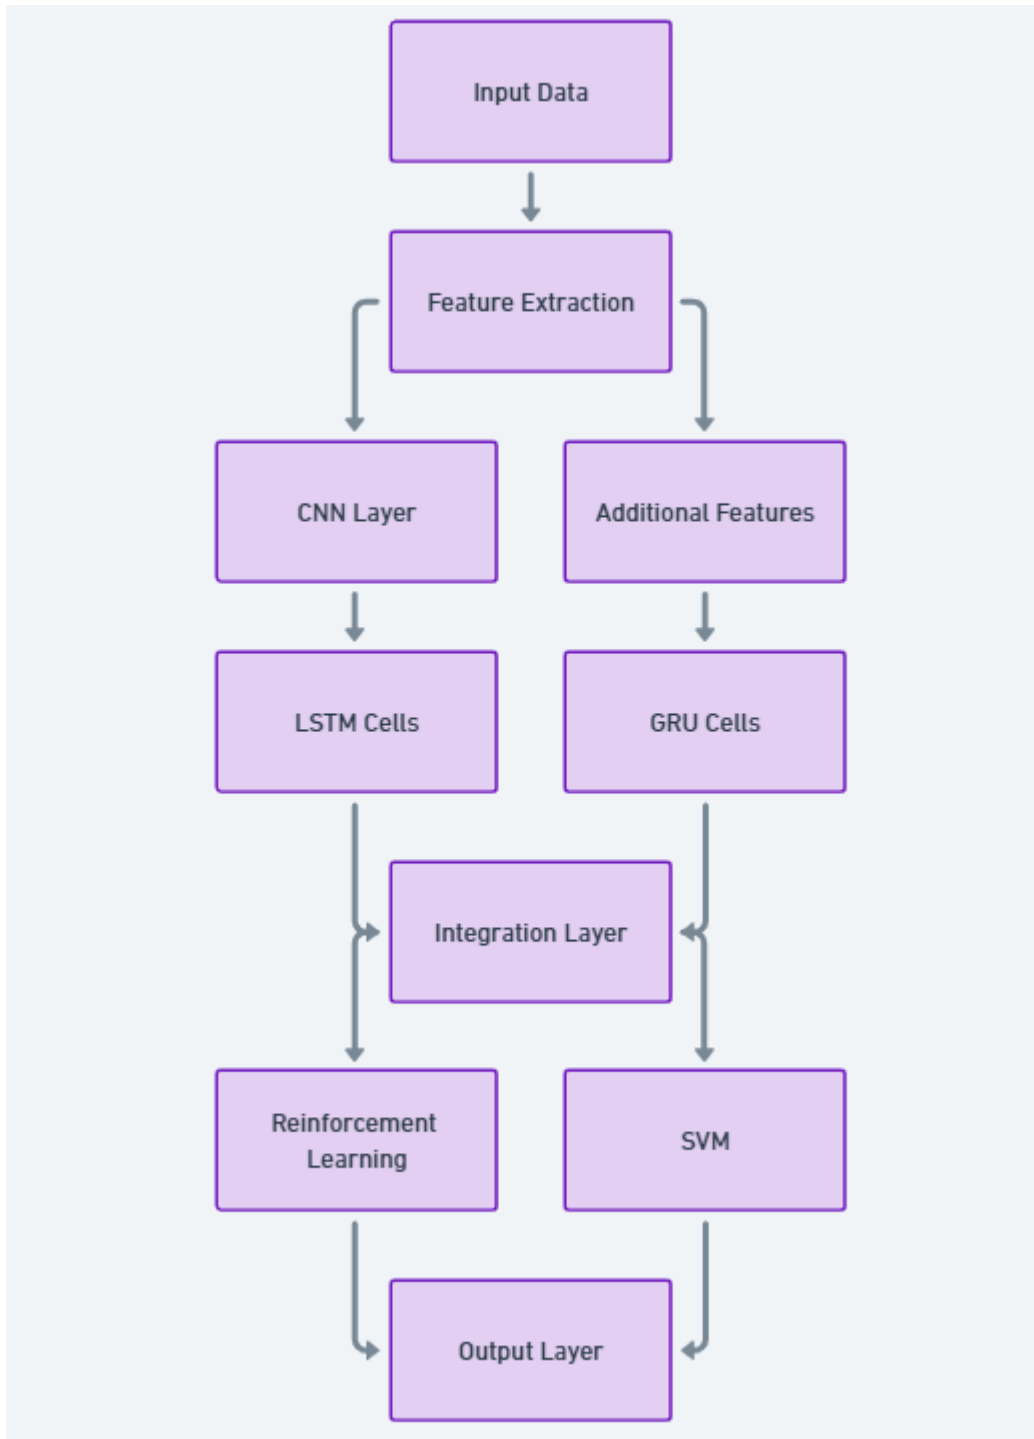 Input Data
Feature Extraction
CNN Layer
Additional Features
LSTM Cells
GRU Cells
Integration Layer
Reinforcement
Learning
SVM
Output Layer